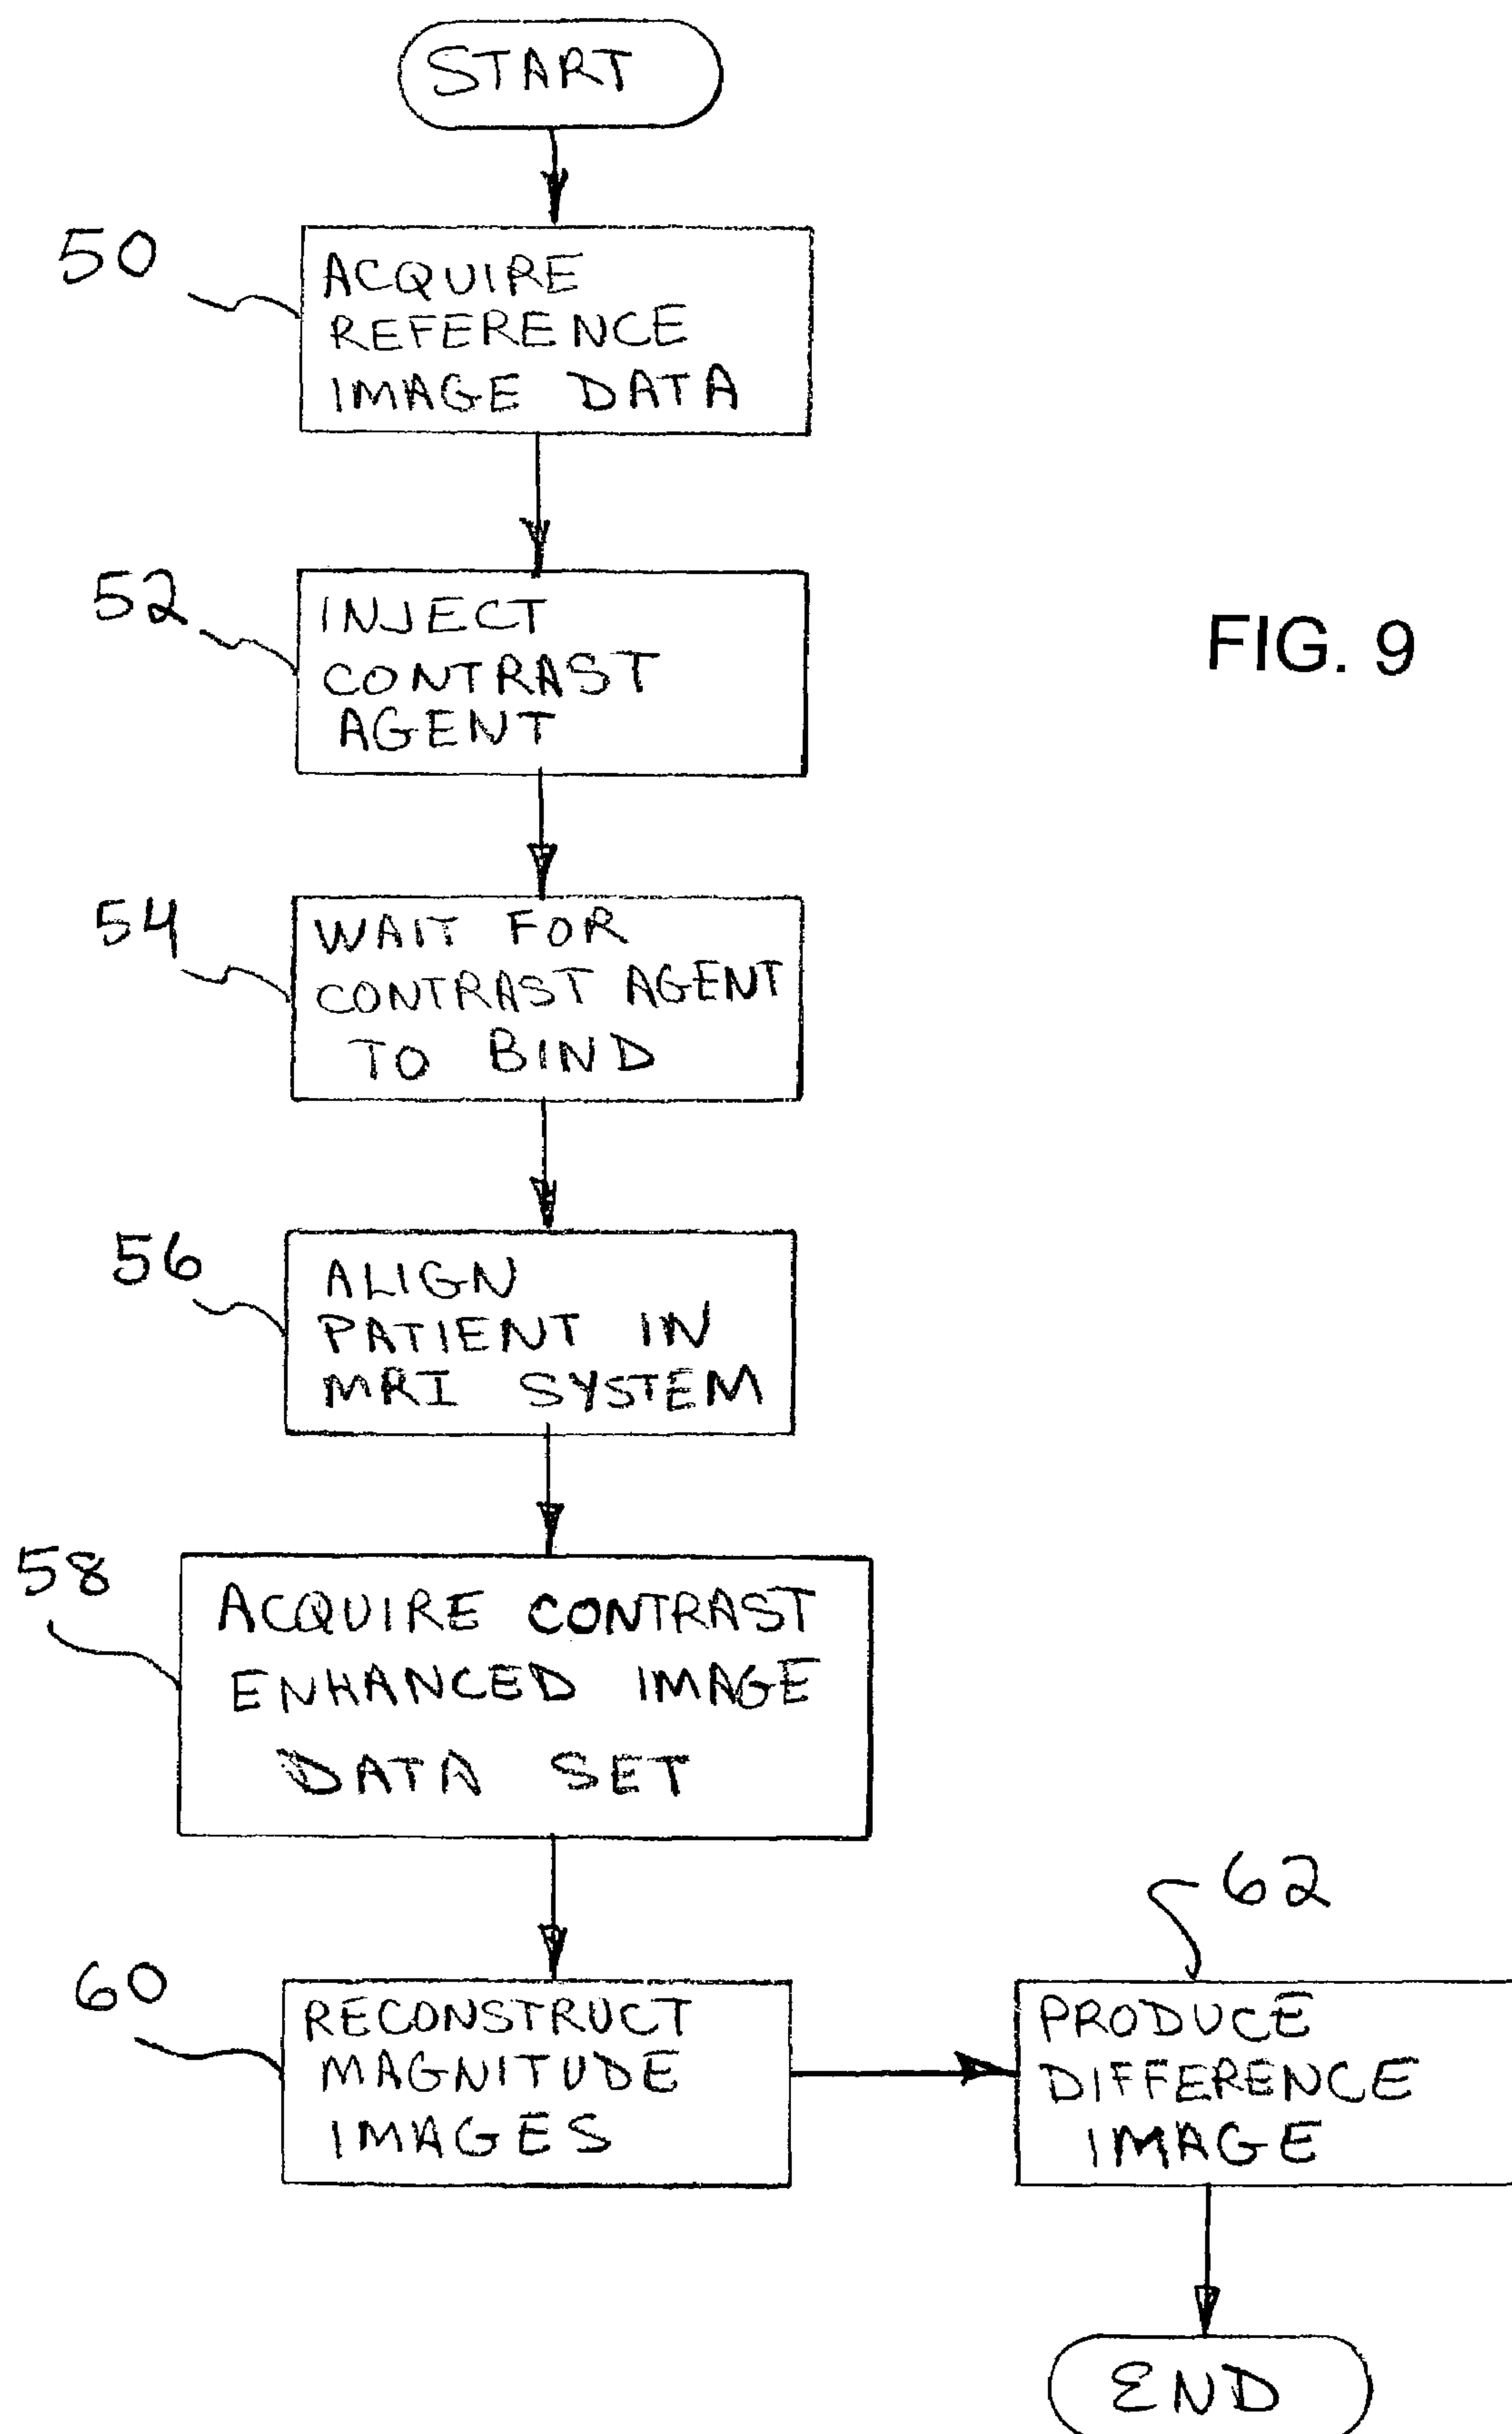 START
50
ACQUIRE
REFERENCE
IMAGE DATA
52
INJECT
CONTRAST
AGENT
FIG. 9
54
WAIT FOR
CONTRAST AGENT
TO BIND
56
ALIGN
PATIENT IN
MRI SYSTEM
58
ACQUIRE CONTRAST
ENHANCED IMAGE
DATA SET
60
RECONSTRUCT
MAGNITUDE
IMAGES
62
PRODUCE
DIFFERENCE
IMAGE
END